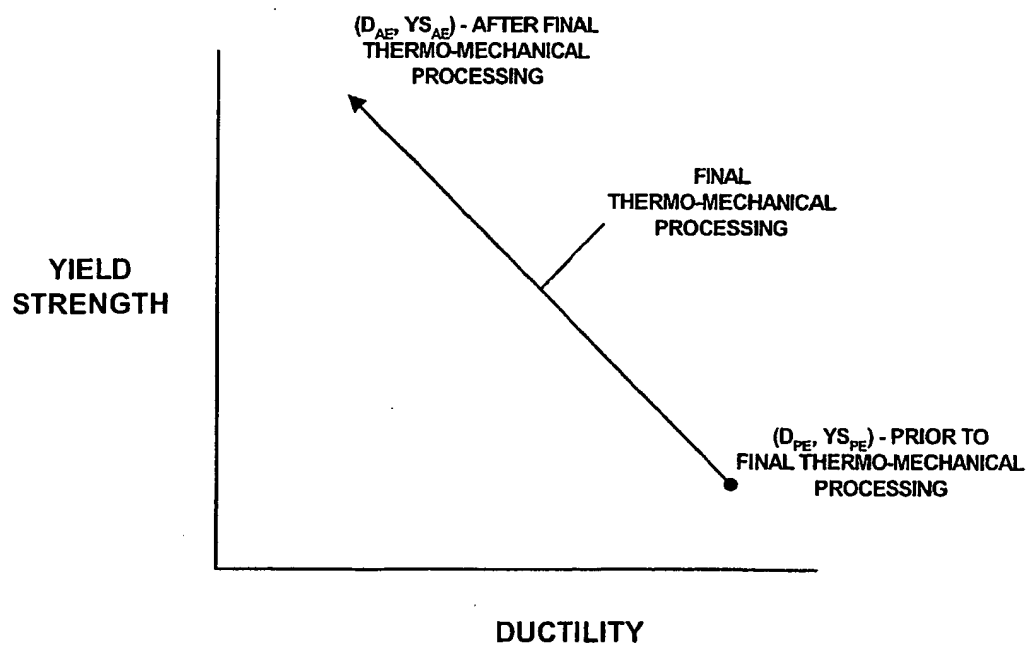 (D_AE, YS_AE) - AFTER FINAL
THERMO-MECHANICAL
PROCESSING
FINAL
THERMO-MECHANICAL
PROCESSING
YIELD
STRENGTH
(D_PE, YS_PE) - PRIOR TO
FINAL THERMO-MECHANICAL
PROCESSING
DUCTILITY